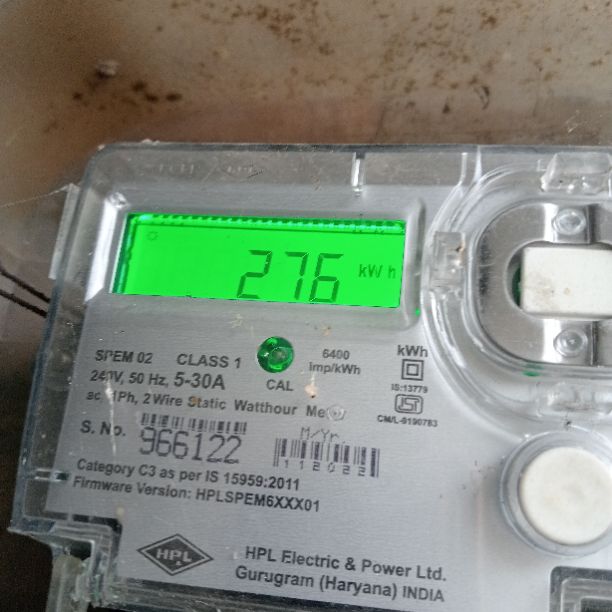 276 kWh
SPEM 02 CLASS 1 6400 imp/kWh kWh
240V, 50 Hz, 5-30A CAL IS:13779
ac, 1Ph, 2 Wire Static Watthour
CM/L-9190783
S. No. 966122 M/Yr.
112022
Category C3 as per IS 15959:2011
Firmware Version: HPLSPEM6XXX01
HPL
HPL Electric & Power Ltd.
Gurugram (Haryana) INDIA